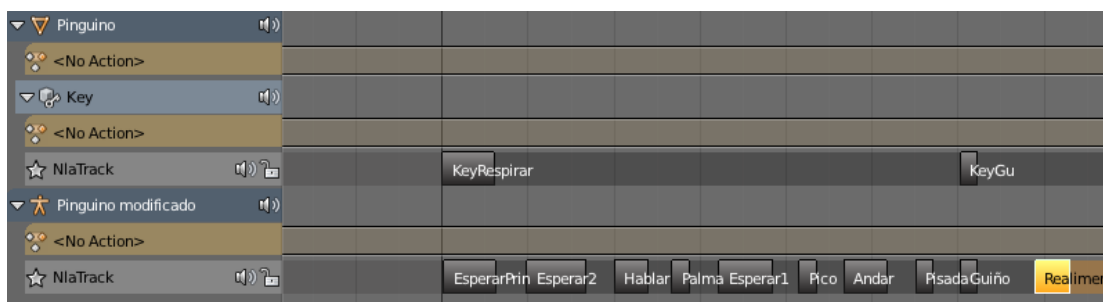 Pinguino
<No Action>
Key
<No Action>
NlaTrack KeyRespirar KeyGu
Pinguino modificado
<No Action>
NlaTrack EsperarPrin Esperar2 Hablar Palma Esperar1 Pico Andar Pisada Guiño Realimen